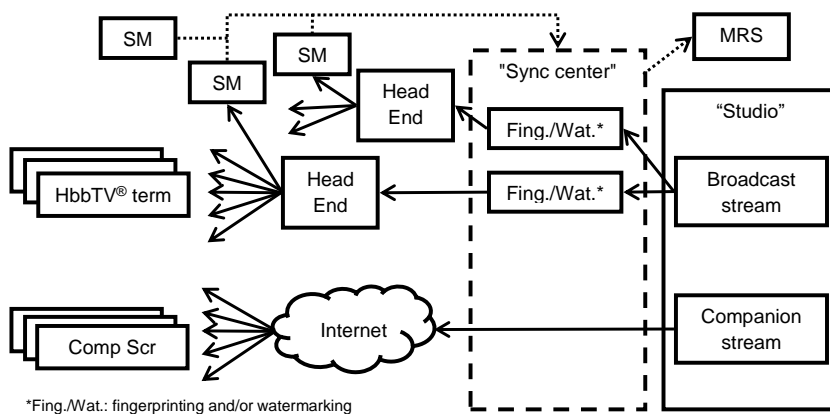 SM
SM
SM
MRS
"Sync center"
Head
End
Fing./Wat.*
“Studio”
HbbTV® term
Head
End
Fing./Wat.*
Broadcast
stream
Comp Scr
Internet
Companion
stream
*Fing./Wat.: fingerprinting and/or watermarking